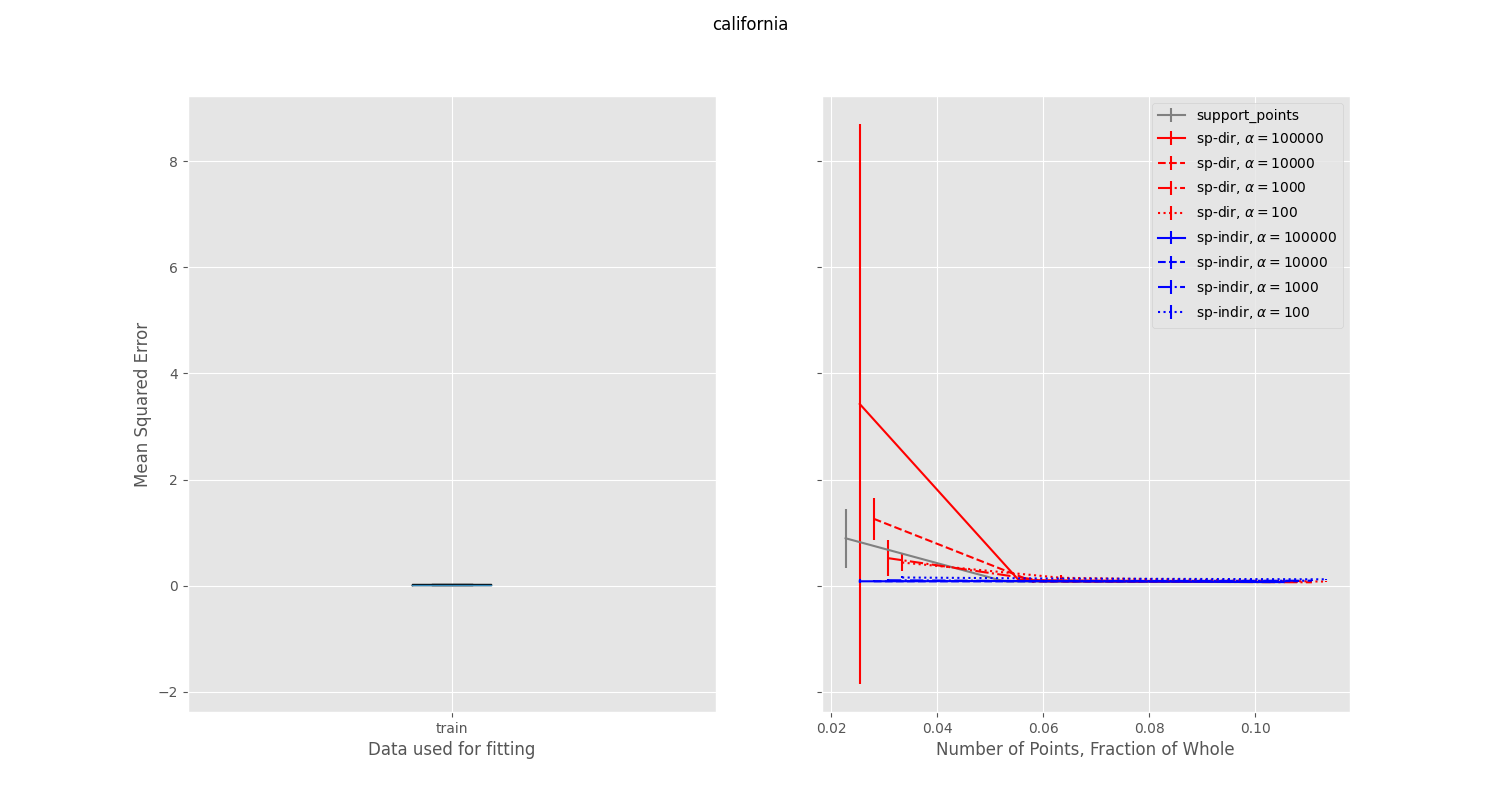 california
Mean Squared Error
8
6
4
2
0
−2
train
Data used for fitting
support_points
sp-dir, α = 100000
sp-dir, α = 10000
sp-dir, α = 1000
sp-dir, α = 100
sp-indir, α = 100000
sp-indir, α = 10000
sp-indir, α = 1000
sp-indir, α = 100
0.02 0.04 0.06 0.08 0.10
Number of Points, Fraction of Whole